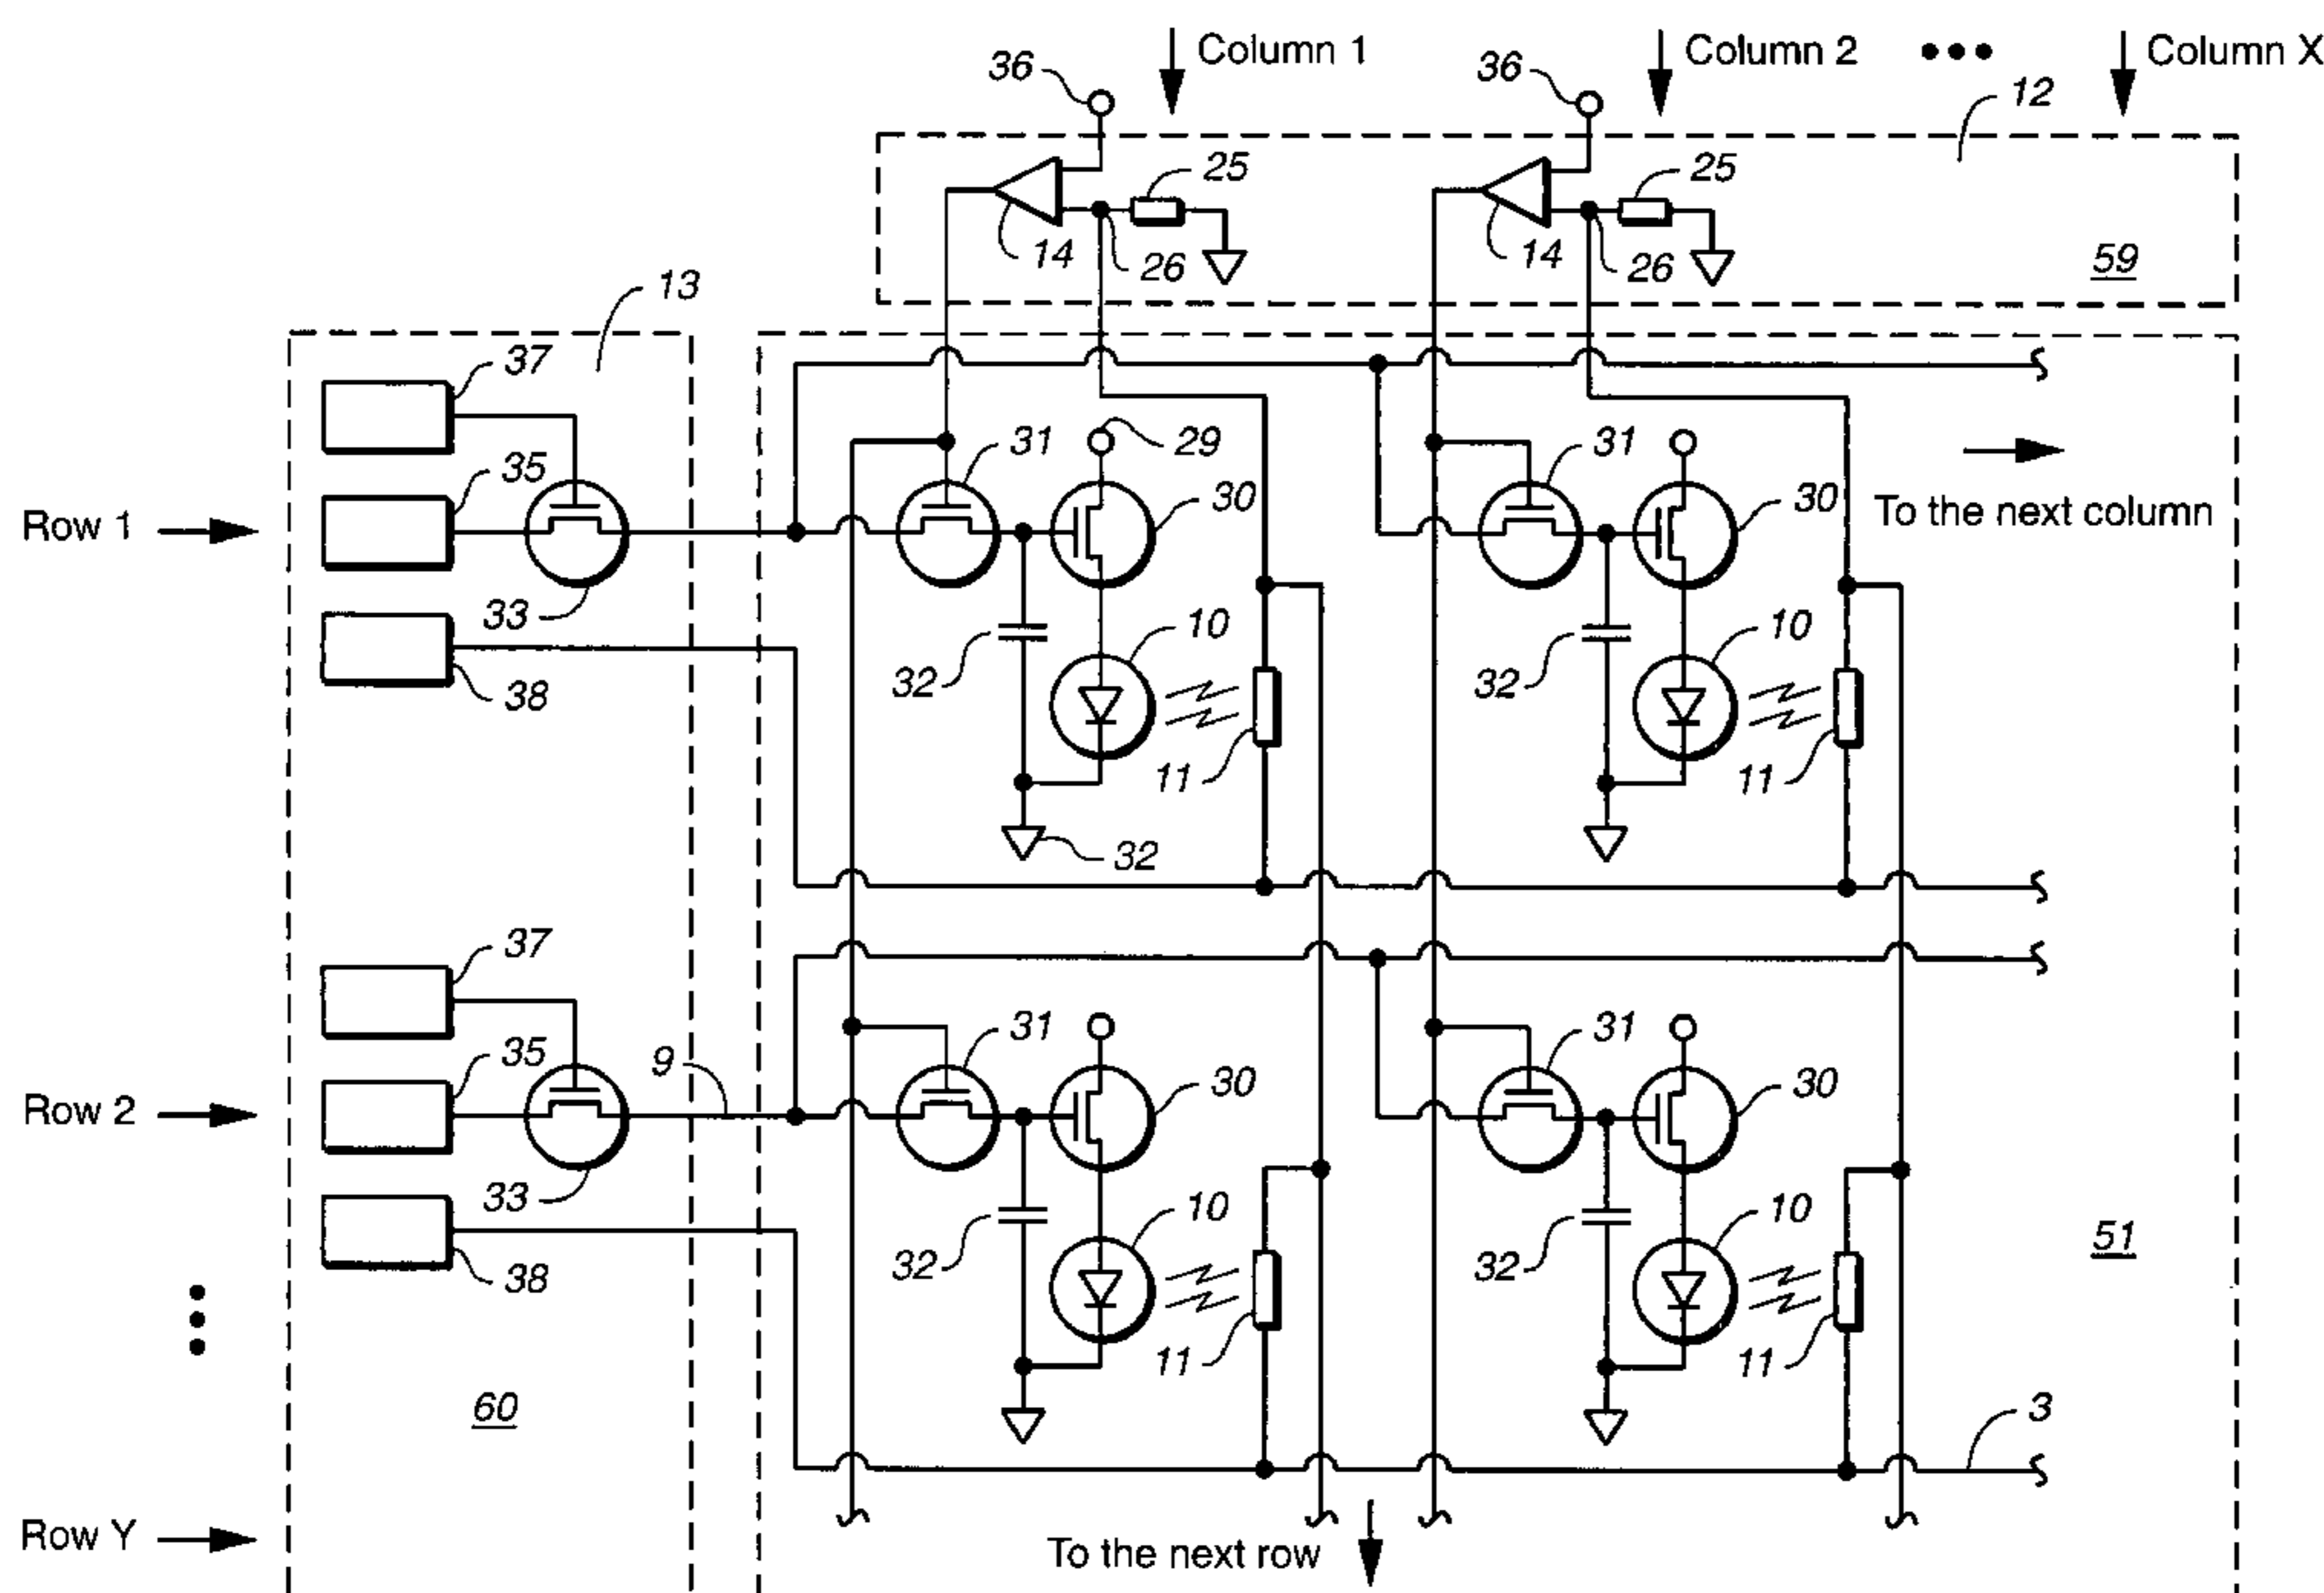 36 Column 1 36 Column 2 ••• Column X
12
25 25
14 26 14 26 59
13
37
35 31 29 31
Row 1 30 30 To the next column
33
10 10
38 32 32
11 11
32
37
35 9 31 31
Row 2 30 30
33
10 10
38 32 32 51
11 11
60 3
Row Y To the next row